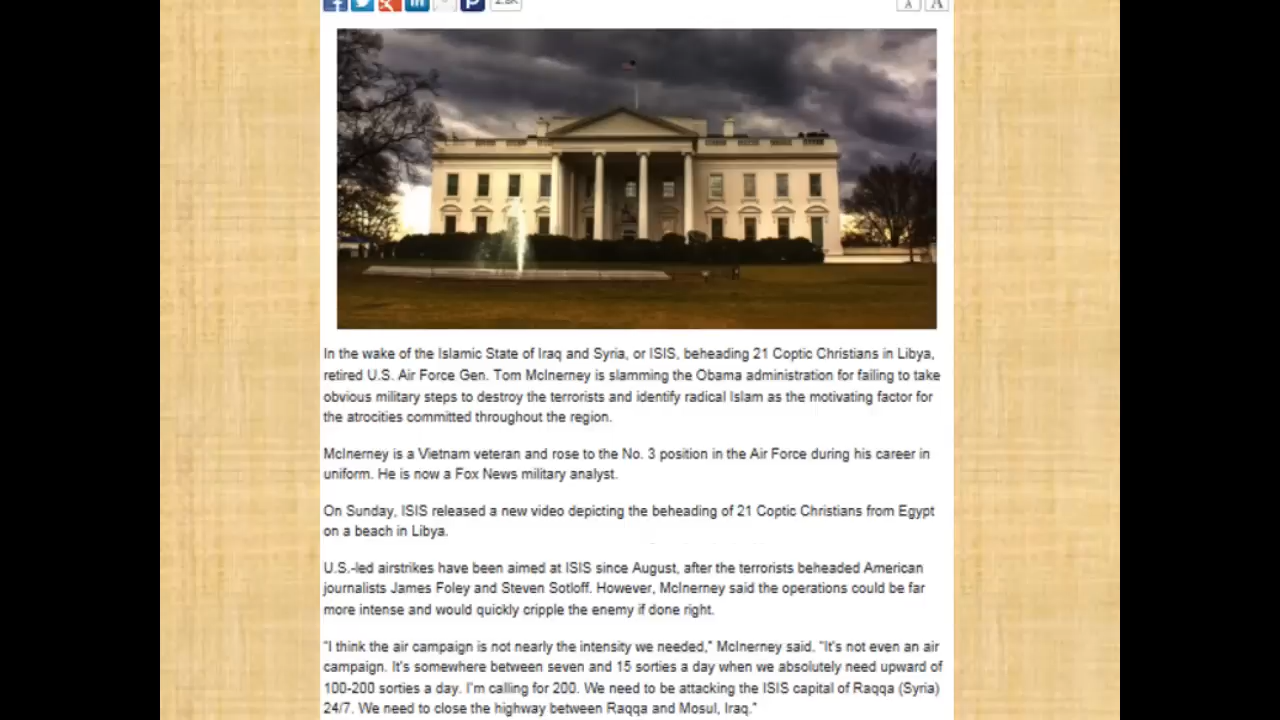 A A
In the wake of the Islamic State of Iraq and Syria, or ISIS, beheading 21 Coptic Christians in Libya,
retired U.S. Air Force Gen. Tom McInerney is slamming the Obama administration for failing to take
obvious military steps to destroy the terrorists and identify radical Islam as the motivating factor for
the atrocities committed throughout the region.
McInerney is a Vietnam veteran and rose to the No. 3 position in the Air Force during his career in
uniform. He is now a Fox News military analyst.
On Sunday, ISIS released a new video depicting the beheading of 21 Coptic Christians from Egypt
on a beach in Libya.
U.S.-led airstrikes have been aimed at ISIS since August, after the terrorists beheaded American
journalists James Foley and Steven Sotloff. However, McInerney said the operations could be far
more intense and would quickly cripple the enemy if done right.
"I think the air campaign is not nearly the intensity we needed," McInerney said. "It's not even an air
campaign. It's somewhere between seven and 15 sorties a day when we absolutely need upward of
100-200 sorties a day. I'm calling for 200. We need to be attacking the ISIS capital of Raqqa (Syria)
24/7. We need to close the highway between Raqqa and Mosul, Iraq."